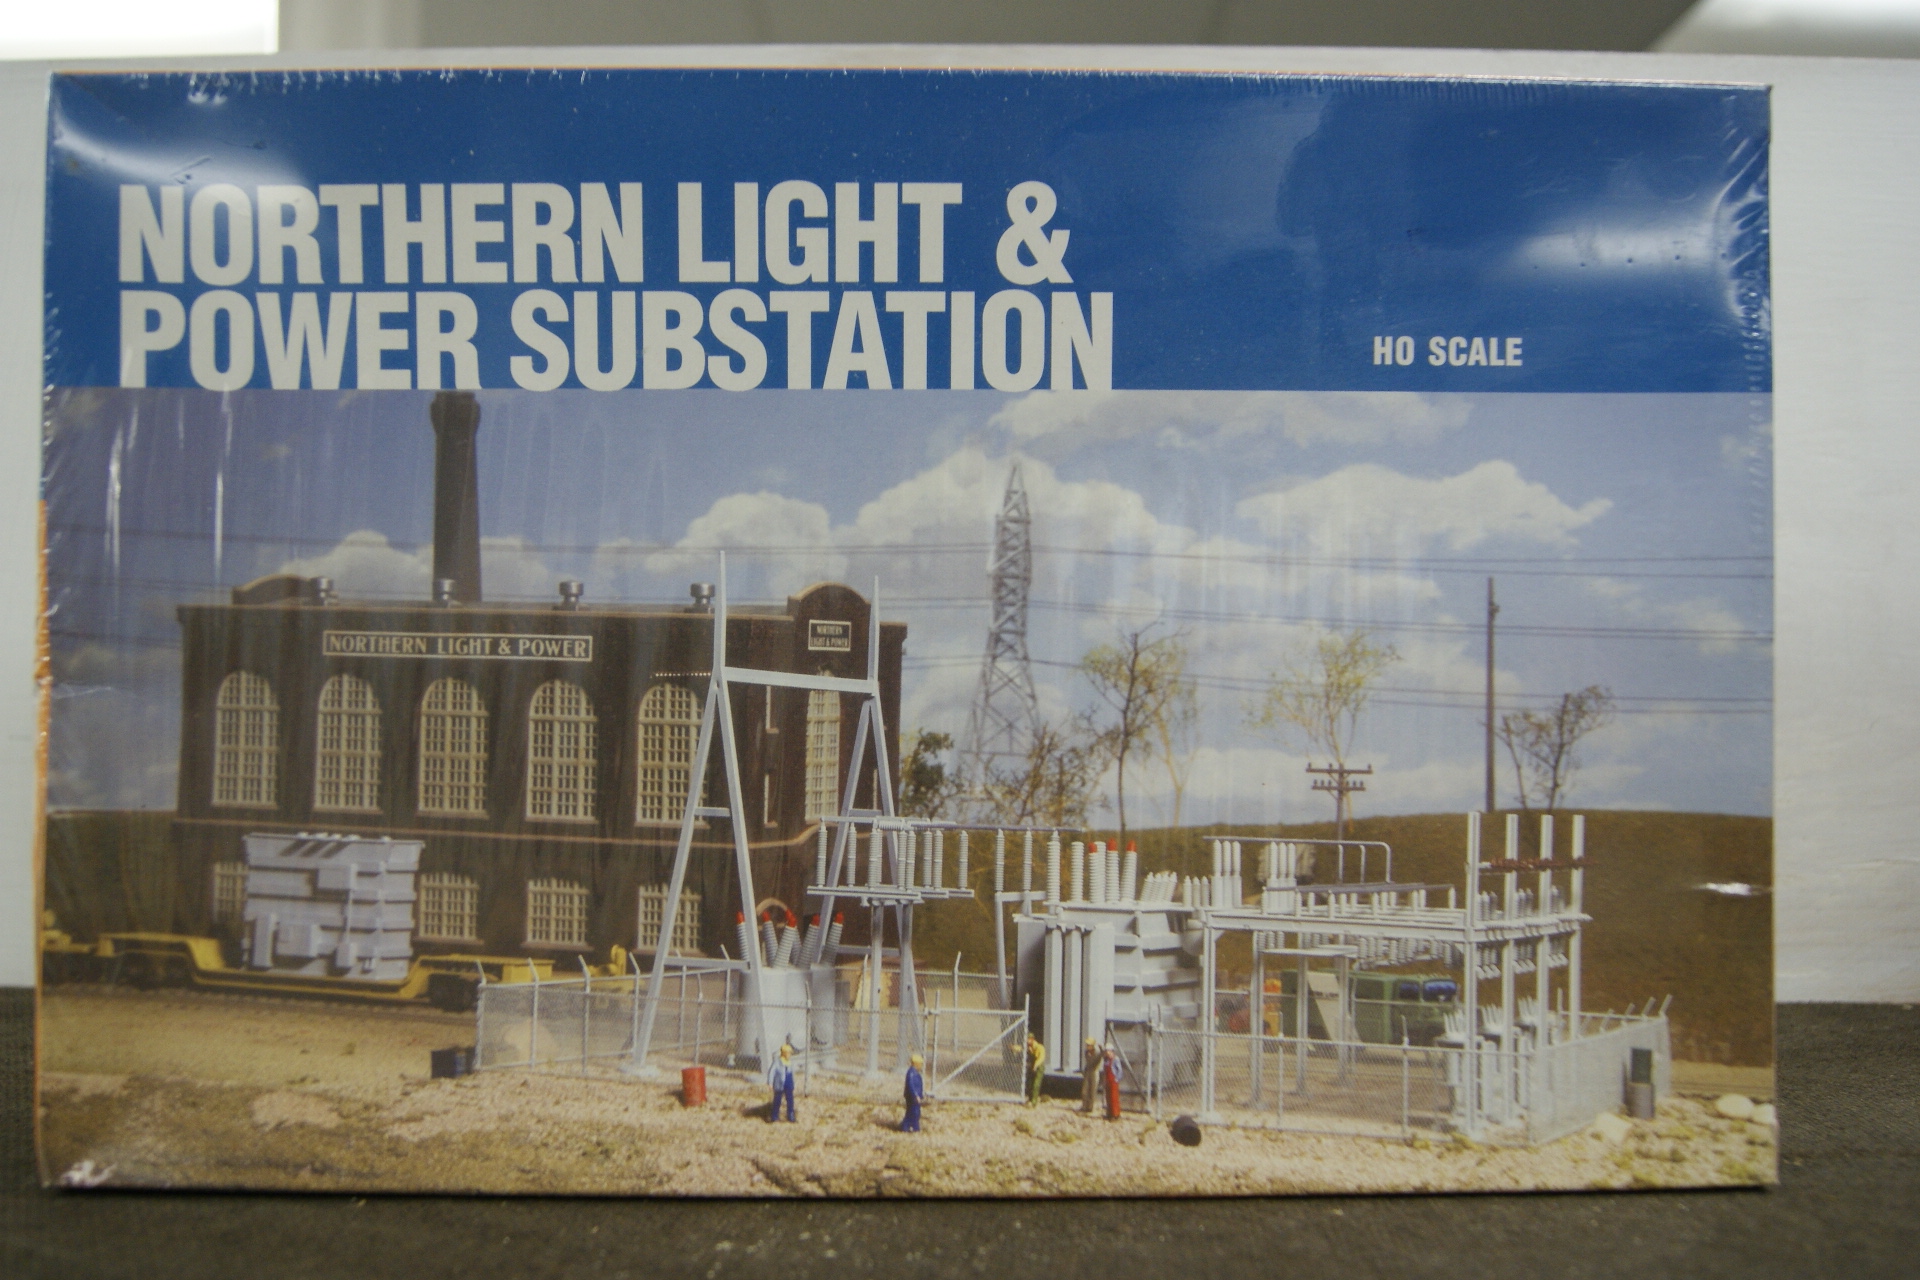 NORTHERN LIGHT &
POWER SUBSTATION
HO SCALE
NORTHERN LIGHT & POWER
NORTHERN
LIGHT & POWER